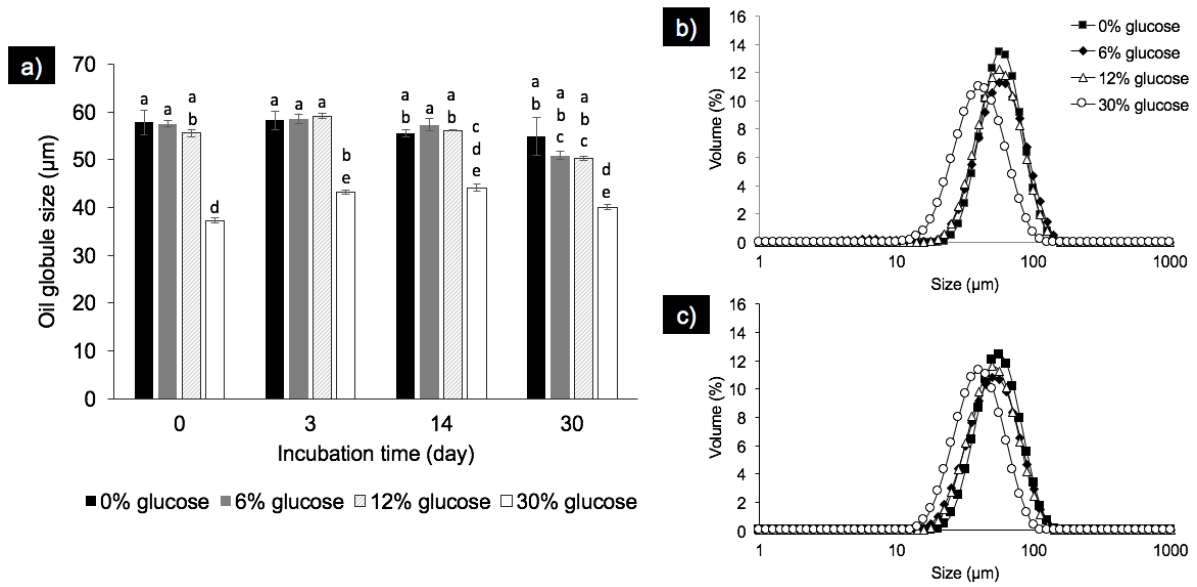 a)
Oil globule size (µm)
70
60
50
40
30
20
10
0
a a a
b
d
a a a
b
e
a a a
b b
c
d
e
a a a
b b b
c c
d
e
0 3 14 30
Incubation time (day)
0% glucose 6% glucose 12% glucose 30% glucose
b)
Volume (%)
16
14
12
10
8
6
4
2
0
1 10 100 1000
Size (µm)
0% glucose
6% glucose
12% glucose
30% glucose
c)
Volume (%)
16
14
12
10
8
6
4
2
0
1 10 100 1000
Size (µm)